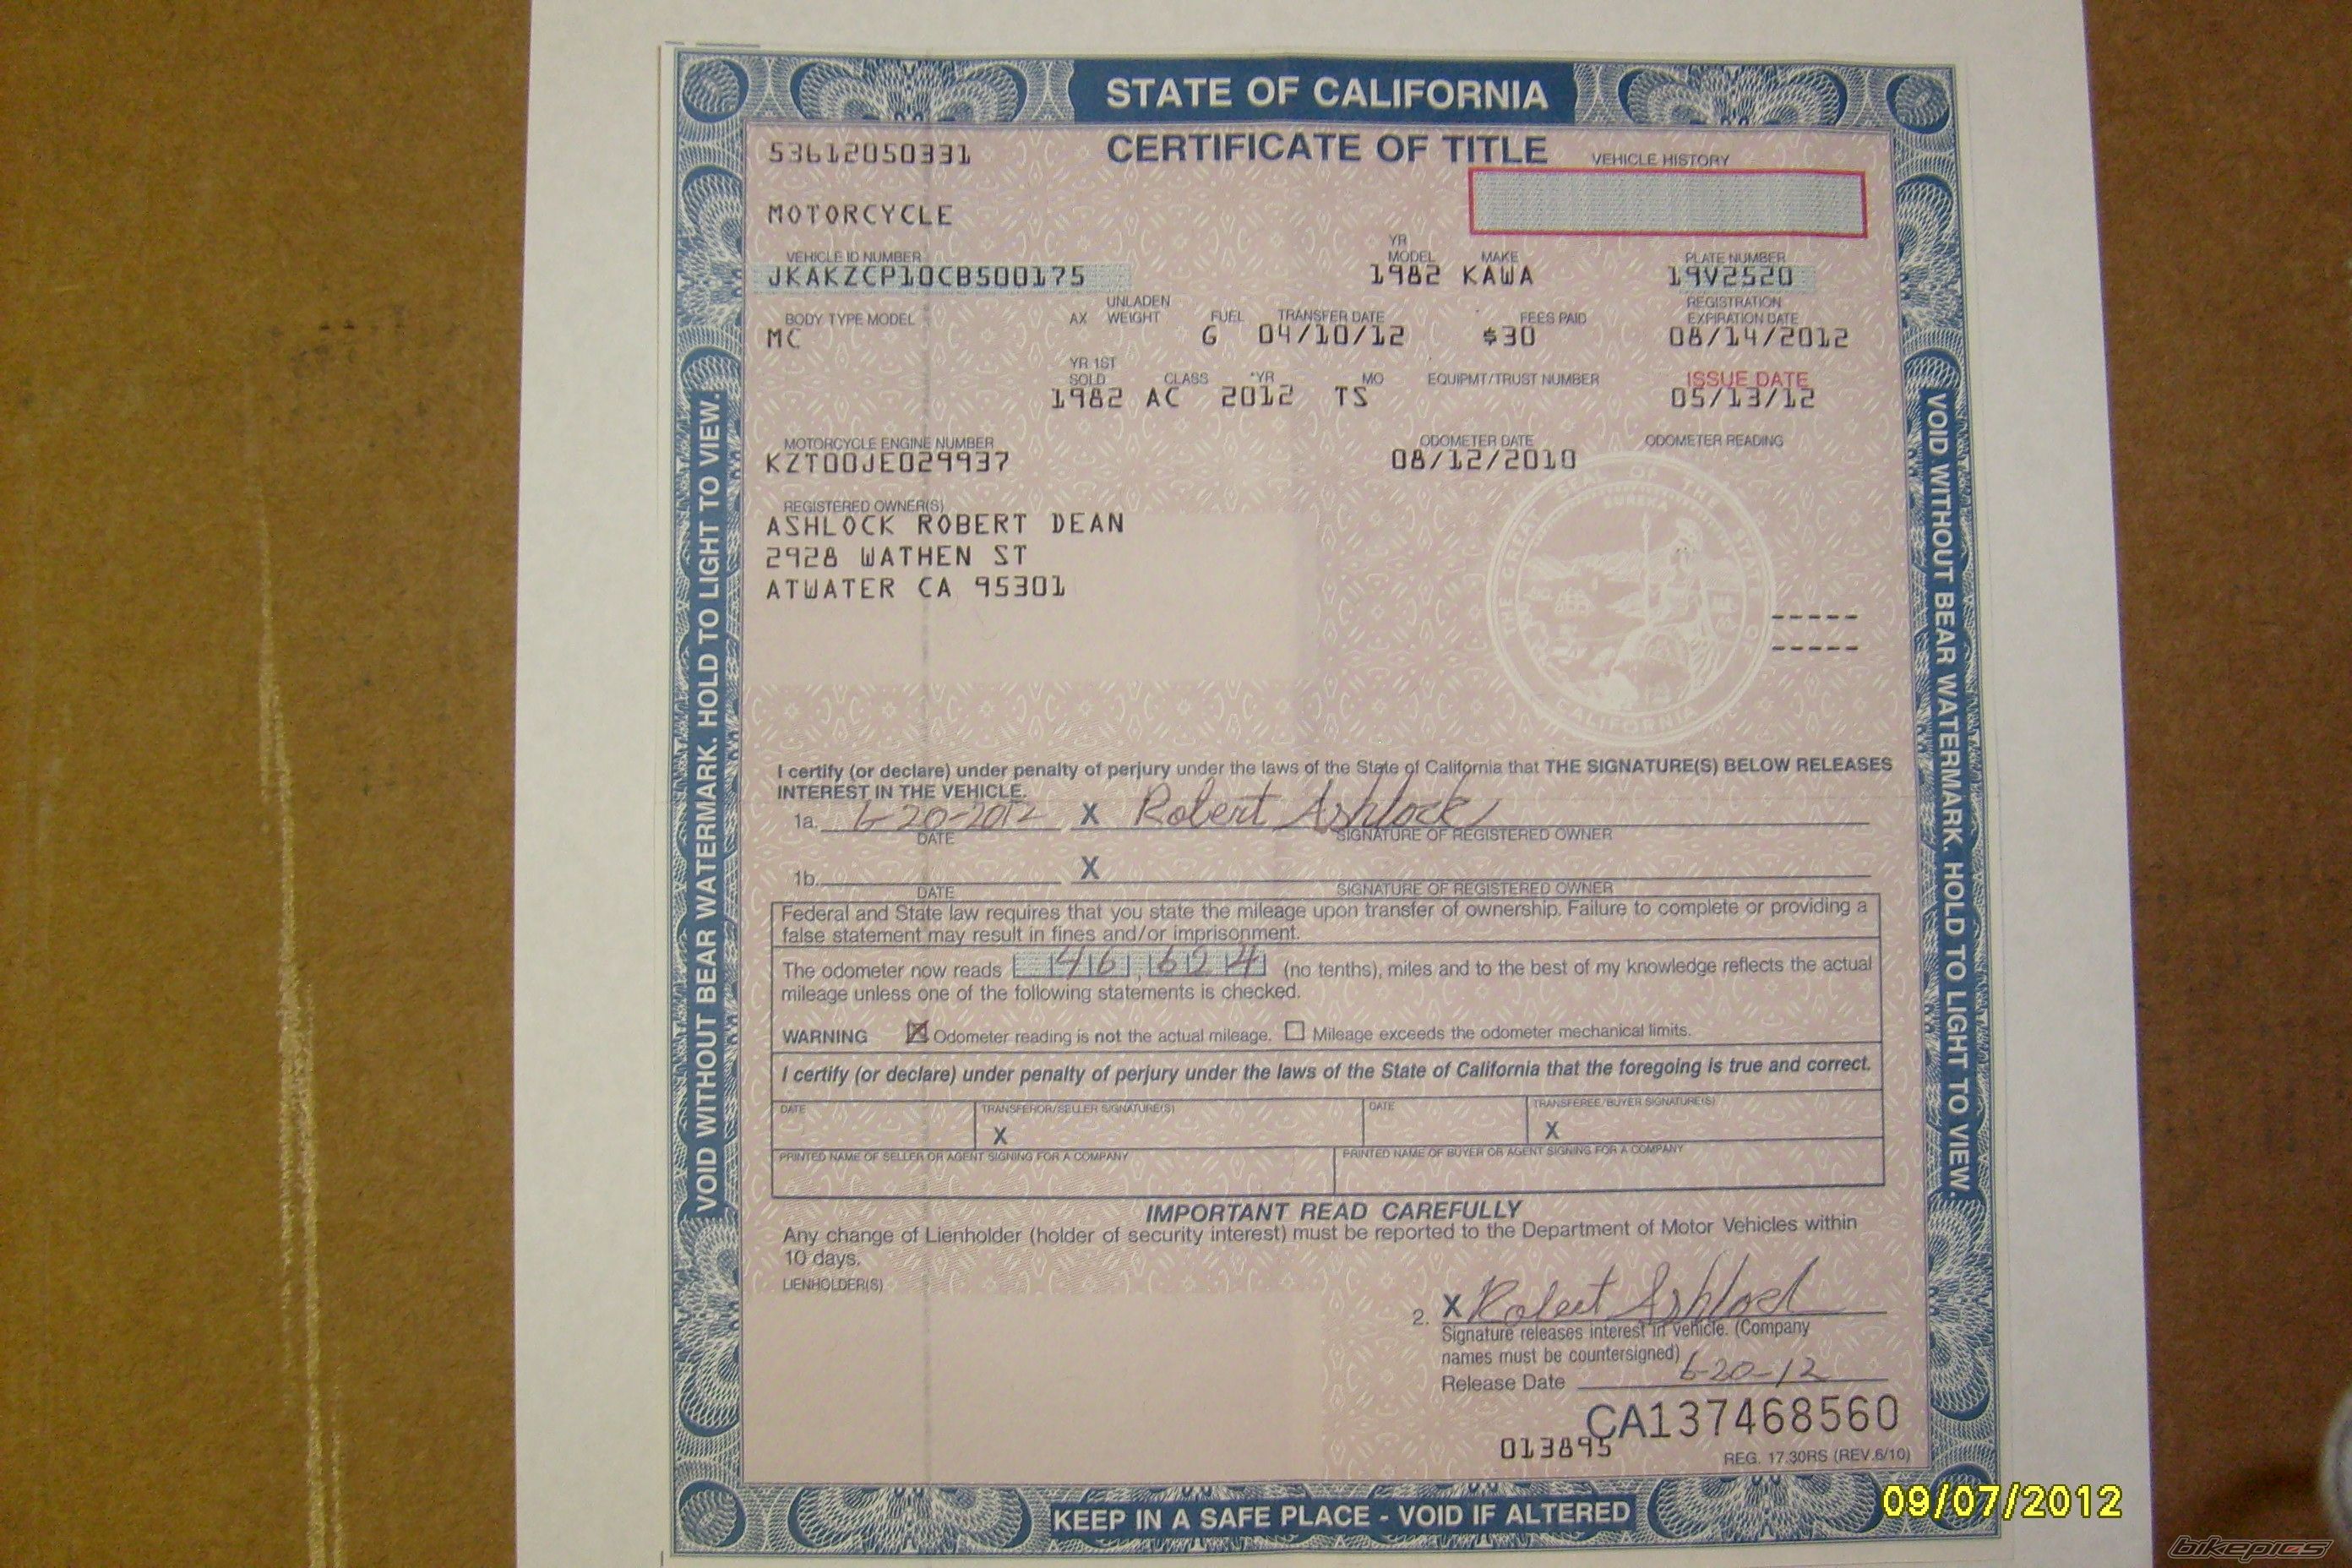 STATE OF CALIFORNIA
CERTIFICATE OF TITLE
53612050331
VEHICLE HISTORY
MOTORCYCLE
VEHICLE ID NUMBER YR MODEL MAKE PLATE NUMBER
JKAKZCP10CB500175 1982 KAWA 19V2520
BODY TYPE MODEL AX UNLADEN WEIGHT FUEL TRANSFER DATE FEES PAID REGISTRATION EXPIRATION DATE
MC G 04/10/12 $30 08/14/2012
YR 1ST SOLD CLASS *YR MO EQUIPMT/TRUST NUMBER ISSUE DATE
1982 AC 2012 TS 05/13/12
MOTORCYCLE ENGINE NUMBER ODOMETER DATE ODOMETER READING
KZT00JE029937 08/12/2010
REGISTERED OWNER(S)
ASHLOCK ROBERT DEAN
2928 WATHEN ST
ATWATER CA 95301
THE GREAT SEAL OF THE STATE OF CALIFORNIA
-----
-----
I certify (or declare) under penalty of perjury under the laws of the State of California that THE SIGNATURE(S) BELOW RELEASES
INTEREST IN THE VEHICLE.
1a. 6-20-2012 X Robert Ashlock
DATE SIGNATURE OF REGISTERED OWNER
1b. X
DATE SIGNATURE OF REGISTERED OWNER
Federal and State law requires that you state the mileage upon transfer of ownership. Failure to complete or providing a
false statement may result in fines and/or imprisonment.
The odometer now reads 46,624 (no tenths), miles and to the best of my knowledge reflects the actual
mileage unless one of the following statements is checked.
WARNING Odometer reading is not the actual mileage. Mileage exceeds the odometer mechanical limits.
I certify (or declare) under penalty of perjury under the laws of the State of California that the foregoing is true and correct.
DATE TRANSFEROR/SELLER SIGNATURE(S) DATE TRANSFEREE/BUYER SIGNATURE(S)
X X
PRINTED NAME OF SELLER OR AGENT SIGNING FOR A COMPANY PRINTED NAME OF BUYER OR AGENT SIGNING FOR A COMPANY
IMPORTANT READ CAREFULLY
Any change of Lienholder (holder of security interest) must be reported to the Department of Motor Vehicles within
10 days.
LIENHOLDER(S)
2. X Robert Ashlock
Signature releases interest in vehicle. (Company
names must be countersigned)
Release Date 6-20-12
CA137468560
013895
REG. 17.30RS (REV.6/10)
KEEP IN A SAFE PLACE - VOID IF ALTERED
VOID WITHOUT BEAR WATERMARK. HOLD TO LIGHT TO VIEW.
VOID WITHOUT BEAR WATERMARK. HOLD TO LIGHT TO VIEW.
09/07/2012
bikepics